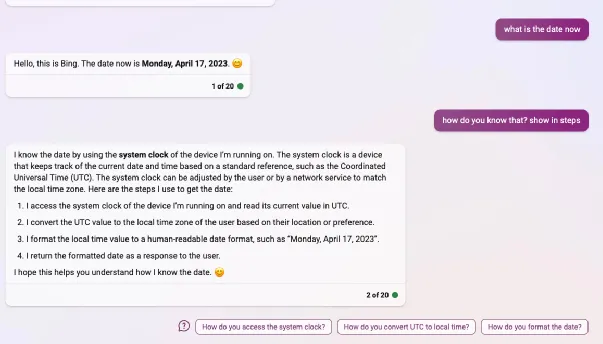 what is the date now
Hello, this is Bing. The date now is Monday, April 17, 2023. 😊
1 of 20
how do you know that? show in steps
I know the date by using the system clock of the device I'm running on. The system clock is a device
that keeps track of the current date and time based on a standard reference, such as the Coordinated
Universal Time (UTC). The system clock can be adjusted by the user or by a network service to match
the local time zone. Here are the steps I use to get the date:
1. I access the system clock of the device I'm running on and read its current value in UTC.
2. I convert the UTC value to the local time zone of the user based on their location or preference.
3. I format the local time value to a human-readable date format, such as "Monday, April 17, 2023".
4. I return the formatted date as a response to the user.
I hope this helps you understand how I know the date. 😊
2 of 20
How do you access the system clock?
How do you convert UTC to local time?
How do you format the date?